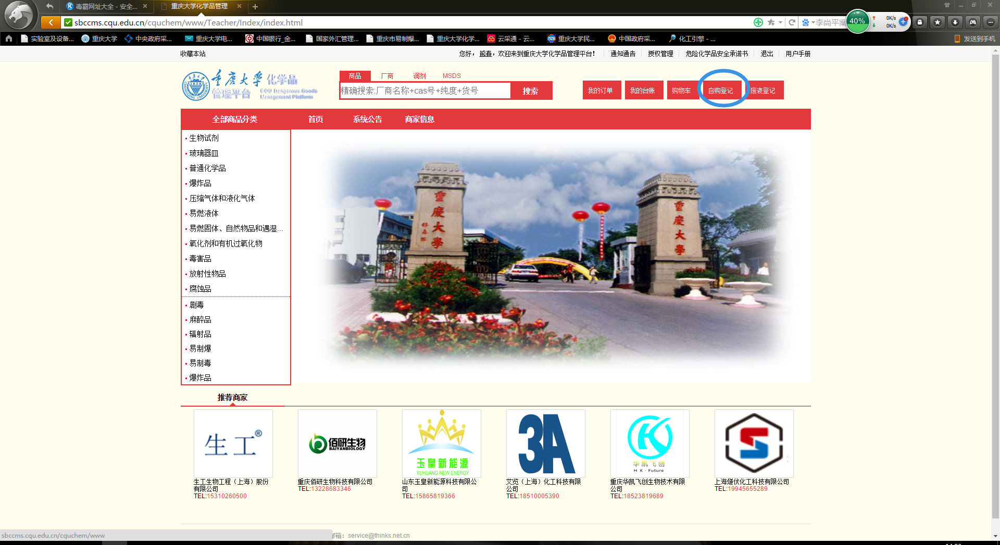 毒霸网址大全 - 安全...
重庆大学化学品管理
sbccms.cqu.edu.cn/cquchem/www/Teacher/Index/index.html
李尚平案
40%
0K/s
0K/s
实验室及设备...
重庆大学
中央政府采...
重庆大学电...
中国银行_金...
国家外汇管理...
重庆市易制爆...
重庆大学化学...
云采通 - 云...
重庆大学民...
中国政府采...
化工引擎 - ...
发送到手机
收藏本站
您好， 熊春，欢迎来到重庆大学化学品管理平台！
通知通告
授权管理
危险化学品安全承诺书
退出
用户手册
重庆大学 化学品
管理平台
CQU Dangerous Goods
Management Platform
商品
厂商
调剂
MSDS
精确搜索:厂商名称+cas号+纯度+货号
搜索
我的订单
我的台账
购物车
自购登记
废液登记
全部商品分类
首页
系统公告
商家信息
生物试剂
玻璃器皿
普通化学品
爆炸品
压缩气体和液化气体
易燃液体
易燃固体、自然物品和遇湿...
氧化剂和有机过氧化物
毒害品
放射性物品
腐蚀品
剧毒
麻醉品
辐射品
易制爆
易制毒
爆炸品
重慶大學
重慶大學
推荐商家
生工®
佰研生物
BAIYANBIOLOGY
玉皇新能源
YUHUANG NEW ENERGY
3A
华凯飞创
H K · Future
生工生物工程（上海）股份
有限公司
TEL:15310260500
重庆佰研生物科技有限公司
TEL:13228683346
山东玉皇新能源科技有限公
司
TEL:15865819366
艾览（上海）化工科技有限
公司
TEL:18510005390
重庆华凯飞创生物技术有限
公司
TEL:18523819689
上海燧伏化工科技有限公司
TEL:19945655289
sbccms.cqu.edu.cn/cquchem/www
邮箱：service@thinks.net.cn